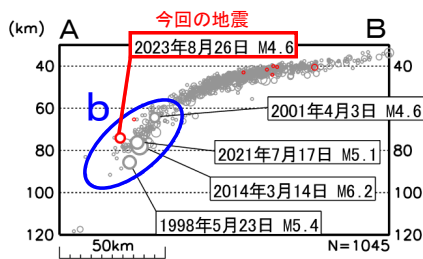 今回の地震
(km)
A
B
2023年8月26日 M4.6
40
40
b
60
60
2001年4月3日 M4.6
80
2021年7月17日 M5.1
80
2014年3月14日 M6.2
100
100
1998年5月23日 M5.4
120
120
50km
N=1045